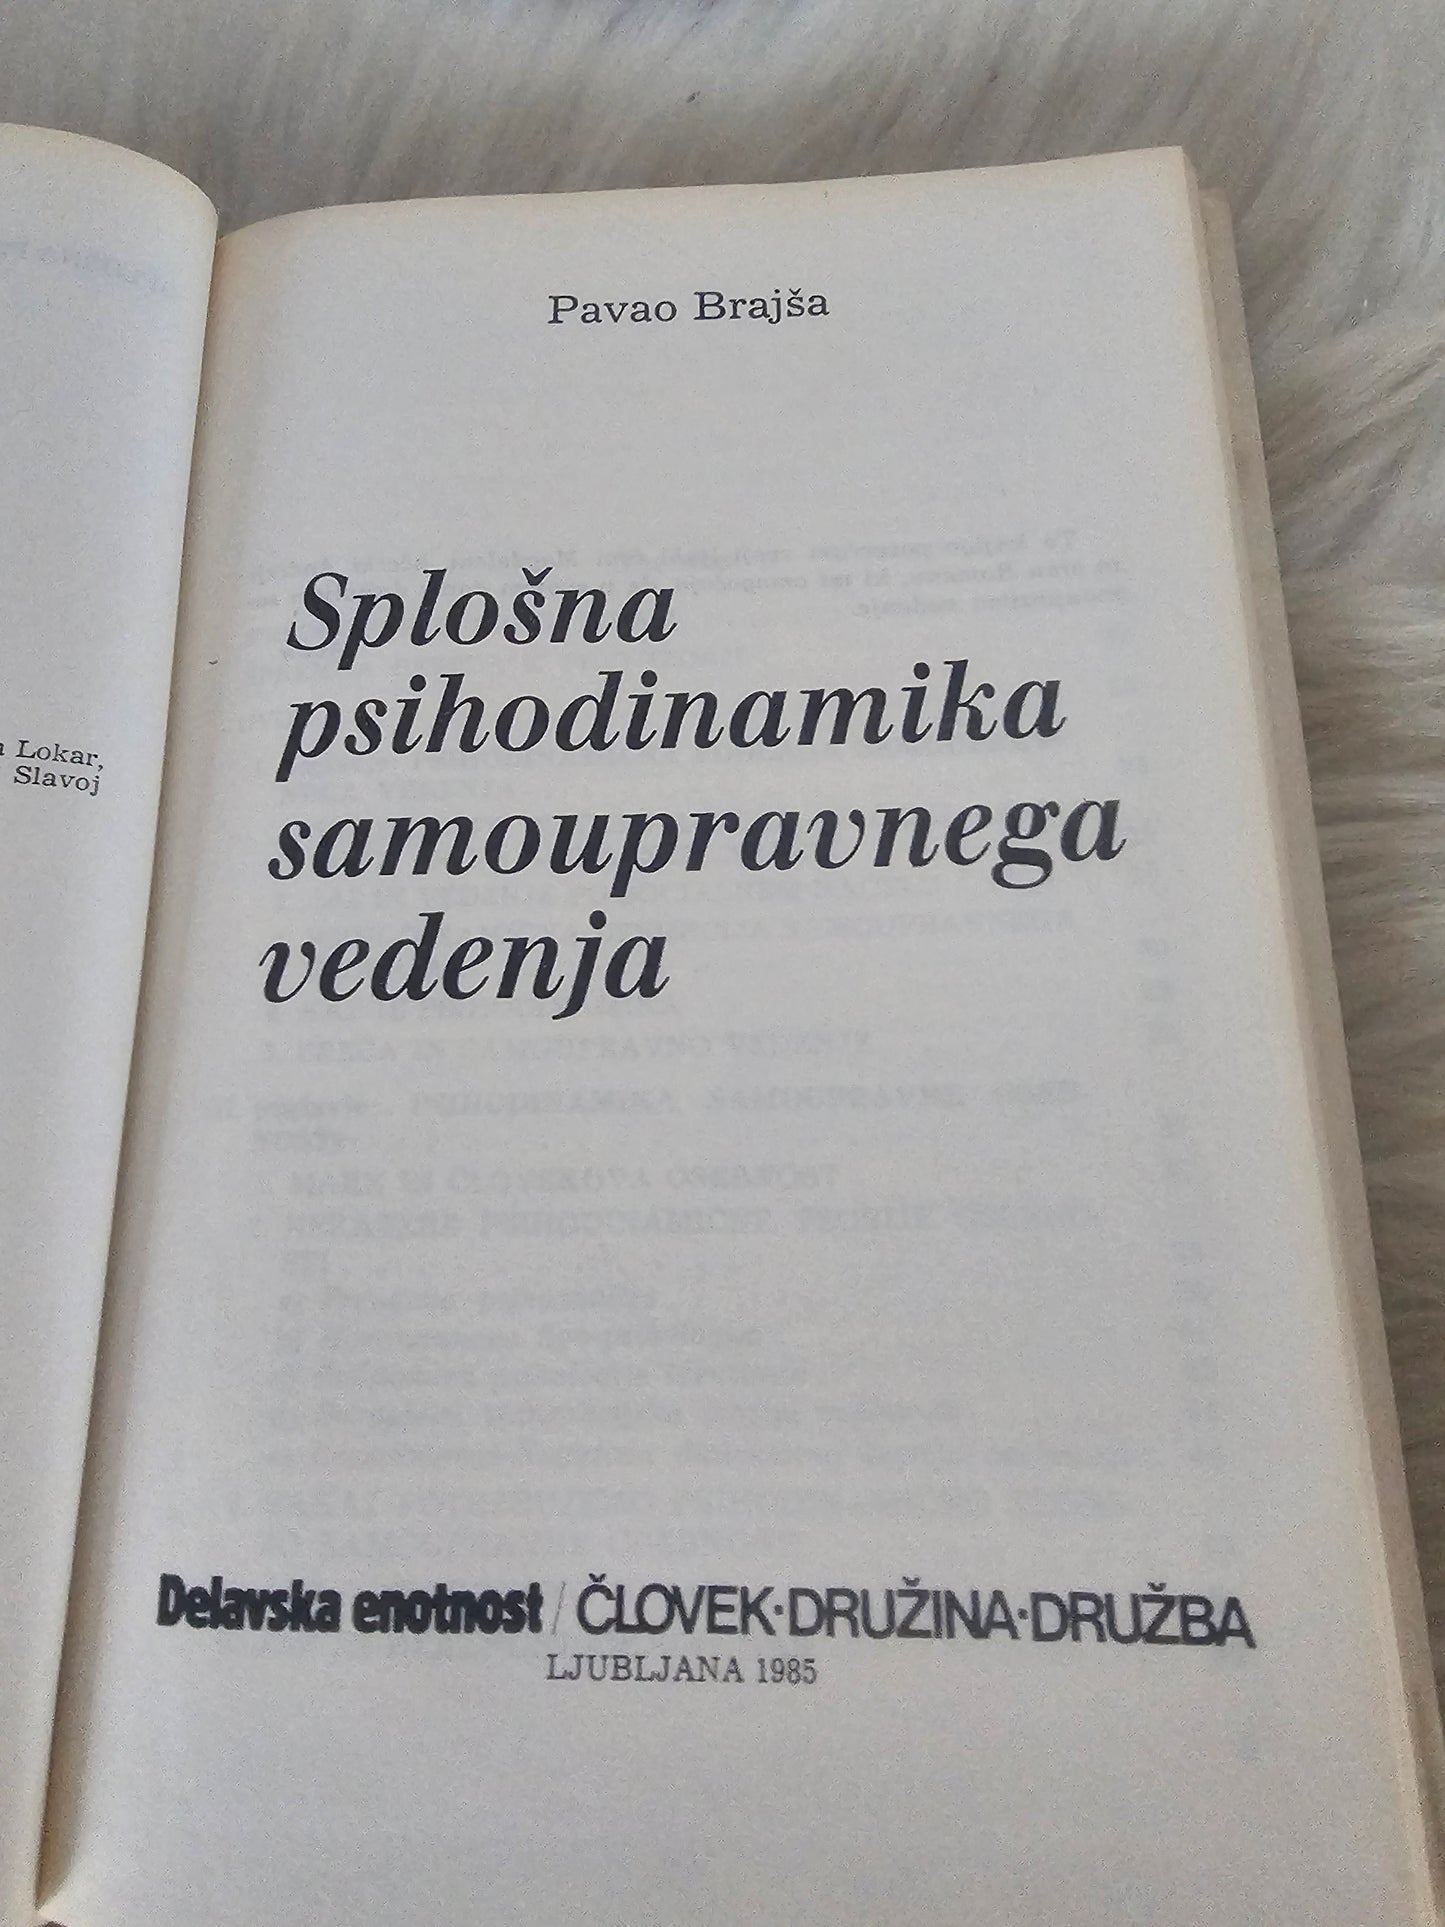 Lokar,
Slavoj
Pavao Brajša
Splošna
psihodinamika
samoupravnega
vedenja
Delavska enotnost / ČLOVEK·DRUŽINA·DRUŽBA
LJUBLJANA 1985